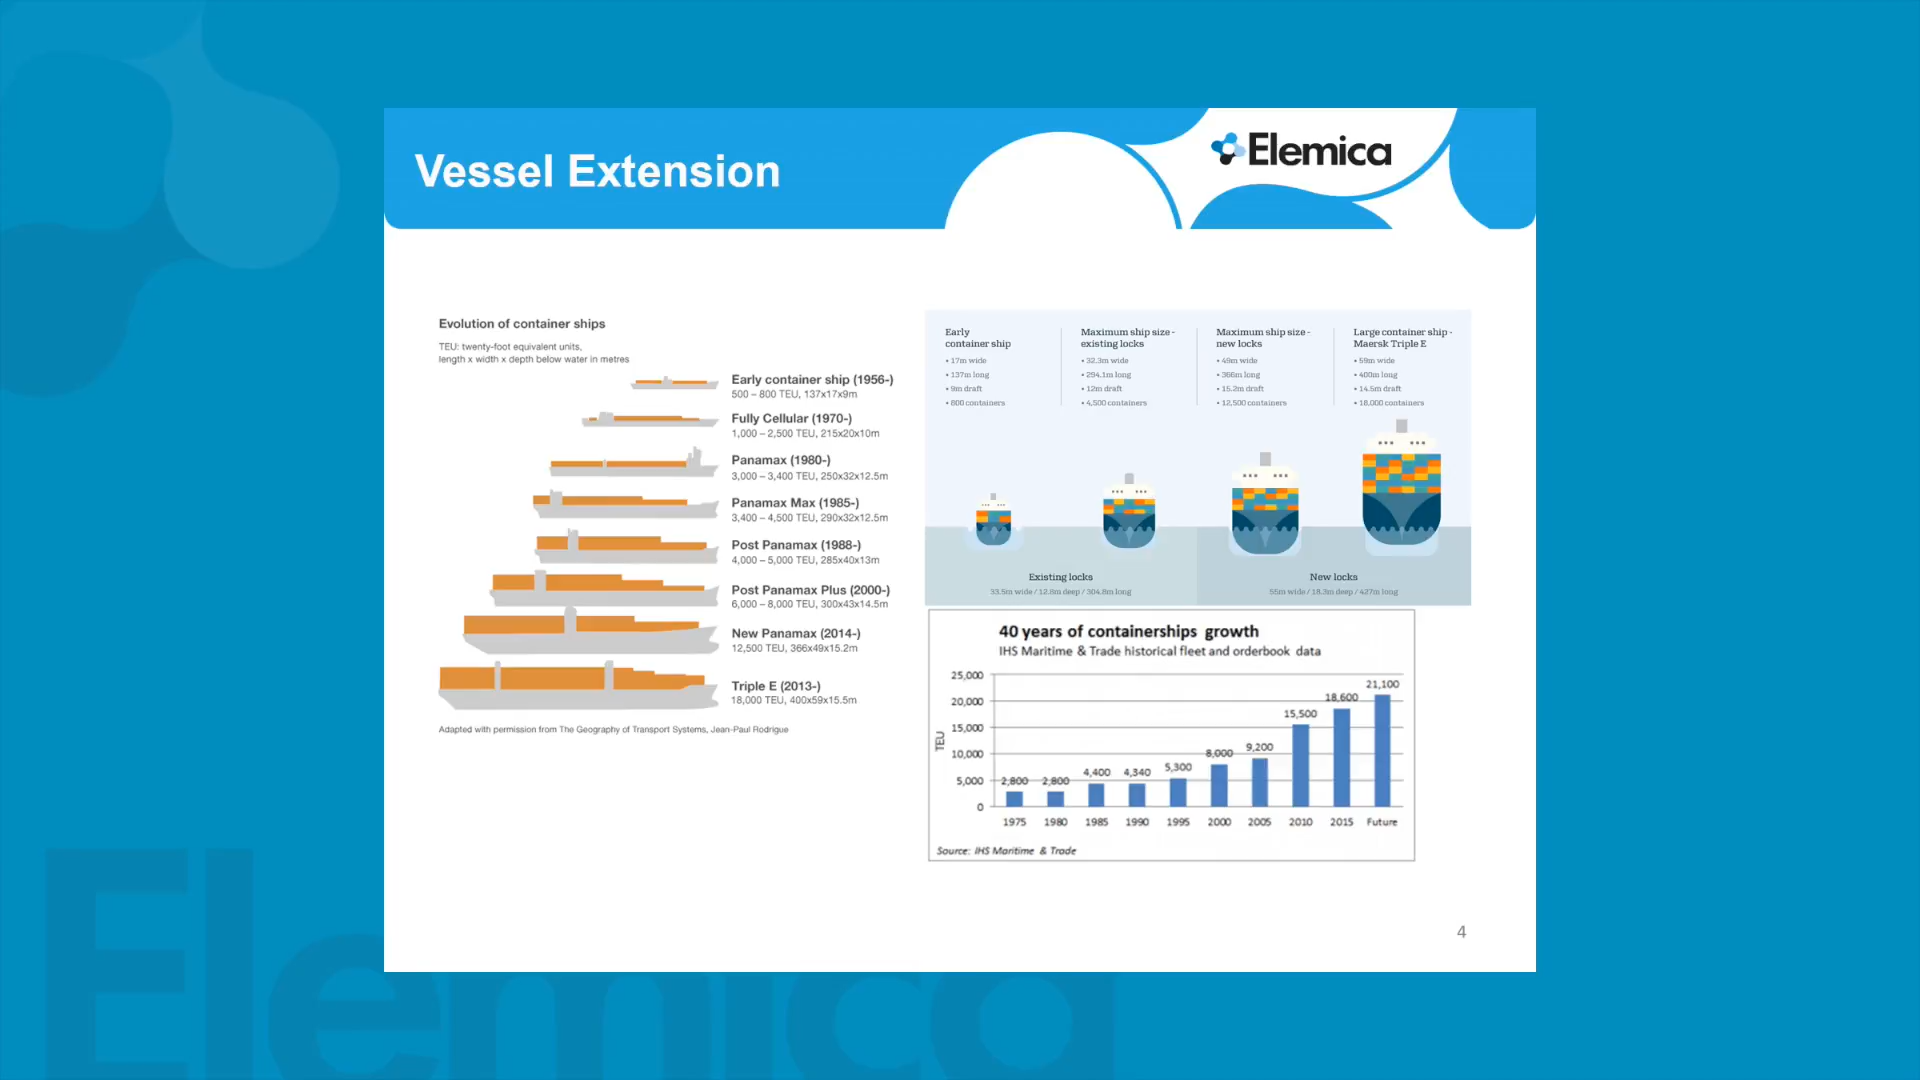 Vessel Extension
Elemica
Evolution of container ships
TEU: twenty-foot equivalent units,
length x width x depth below water in metres
Early container ship (1956-)
500 – 800 TEU, 137x17x9m
Fully Cellular (1970-)
1,000 – 2,500 TEU, 215x20x10m
Panamax (1980-)
3,000 – 3,400 TEU, 250x32x12.5m
Panamax Max (1985-)
3,400 – 4,500 TEU, 290x32x12.5m
Post Panamax (1988-)
4,000 – 5,000 TEU, 285x40x13m
Post Panamax Plus (2000-)
6,000 – 8,000 TEU, 300x43x14.5m
New Panamax (2014-)
12,500 TEU, 366x49x15.2m
Triple E (2013-)
18,000 TEU, 400x59x15.5m
Adapted with permission from The Geography of Transport Systems, Jean-Paul Rodrigue
Early
container ship
• 17m wide
• 137m long
• 9m draft
• 800 containers
Maximum ship size -
existing locks
• 32.3m wide
• 294.1m long
• 12m draft
• 4,500 containers
Maximum ship size -
new locks
• 49m wide
• 366m long
• 15.2m draft
• 12,500 containers
Large container ship -
Maersk Triple E
• 59m wide
• 400m long
• 14.5m draft
• 18,000 containers
Existing locks
33.5m wide / 12.8m deep / 304.8m long
New locks
55m wide / 18.3m deep / 427m long
40 years of containerships growth
IHS Maritime & Trade historical fleet and orderbook data
TEU
25,000
20,000
15,000
10,000
5,000
0
2,800
2,800
4,400
4,340
5,300
8,000
9,200
15,500
18,600
21,100
1975 1980 1985 1990 1995 2000 2005 2010 2015 Future
Source: IHS Maritime & Trade
4
Elemica